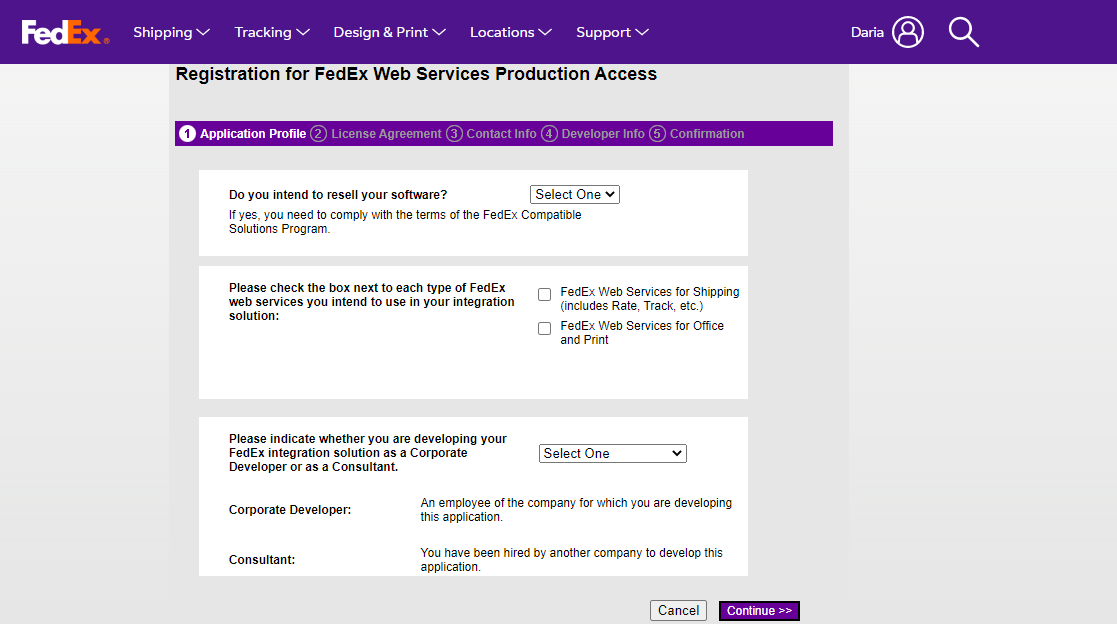 FedEx® Shipping Tracking Design & Print Locations Support Daria
Registration for FedEx Web Services Production Access
1 Application Profile 2 License Agreement 3 Contact Info 4 Developer Info 5 Confirmation
Do you intend to resell your software? Select One
If yes, you need to comply with the terms of the FedEx Compatible
Solutions Program.
Please check the box next to each type of FedEx
web services you intend to use in your integration
solution:
FedEx Web Services for Shipping
(includes Rate, Track, etc.)
FedEx Web Services for Office
and Print
Please indicate whether you are developing your
FedEx integration solution as a Corporate
Developer or as a Consultant.
Select One
Corporate Developer:
An employee of the company for which you are developing
this application.
Consultant:
You have been hired by another company to develop this
application.
Cancel Continue >>